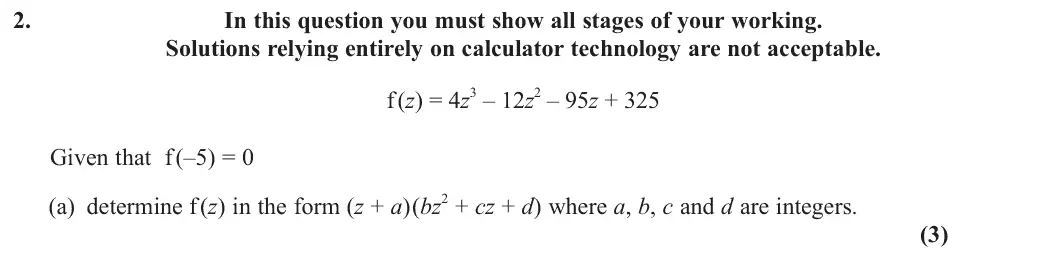 2. In this question you must show all stages of your working.
Solutions relying entirely on calculator technology are not acceptable.
f(z) = 4z³ – 12z² – 95z + 325
Given that f(–5) = 0
(a) determine f(z) in the form (z + a)(bz² + cz + d) where a, b, c and d are integers.
(3)